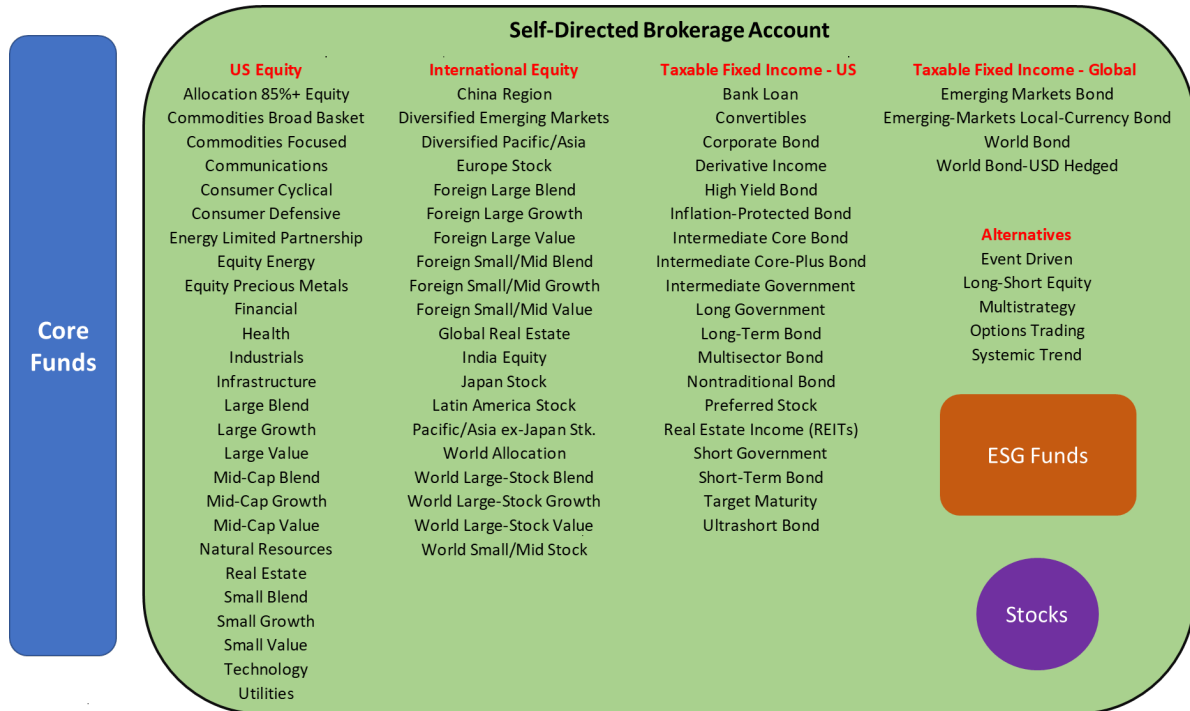 Core
Funds
Self-Directed Brokerage Account
US Equity
Allocation 85%+ Equity
Commodities Broad Basket
Commodities Focused
Communications
Consumer Cyclical
Consumer Defensive
Energy Limited Partnership
Equity Energy
Equity Precious Metals
Financial
Health
Industrials
Infrastructure
Large Blend
Large Growth
Large Value
Mid-Cap Blend
Mid-Cap Growth
Mid-Cap Value
Natural Resources
Real Estate
Small Blend
Small Growth
Small Value
Technology
Utilities
International Equity
China Region
Diversified Emerging Markets
Diversified Pacific/Asia
Europe Stock
Foreign Large Blend
Foreign Large Growth
Foreign Large Value
Foreign Small/Mid Blend
Foreign Small/Mid Growth
Foreign Small/Mid Value
Global Real Estate
India Equity
Japan Stock
Latin America Stock
Pacific/Asia ex-Japan Stk.
World Allocation
World Large-Stock Blend
World Large-Stock Growth
World Large-Stock Value
World Small/Mid Stock
Taxable Fixed Income - US
Bank Loan
Convertibles
Corporate Bond
Derivative Income
High Yield Bond
Inflation-Protected Bond
Intermediate Core Bond
Intermediate Core-Plus Bond
Intermediate Government
Long Government
Long-Term Bond
Multisector Bond
Nontraditional Bond
Preferred Stock
Real Estate Income (REITs)
Short Government
Short-Term Bond
Target Maturity
Ultrashort Bond
Taxable Fixed Income - Global
Emerging Markets Bond
Emerging-Markets Local-Currency Bond
World Bond
World Bond-USD Hedged
Alternatives
Event Driven
Long-Short Equity
Multistrategy
Options Trading
Systemic Trend
ESG Funds
Stocks